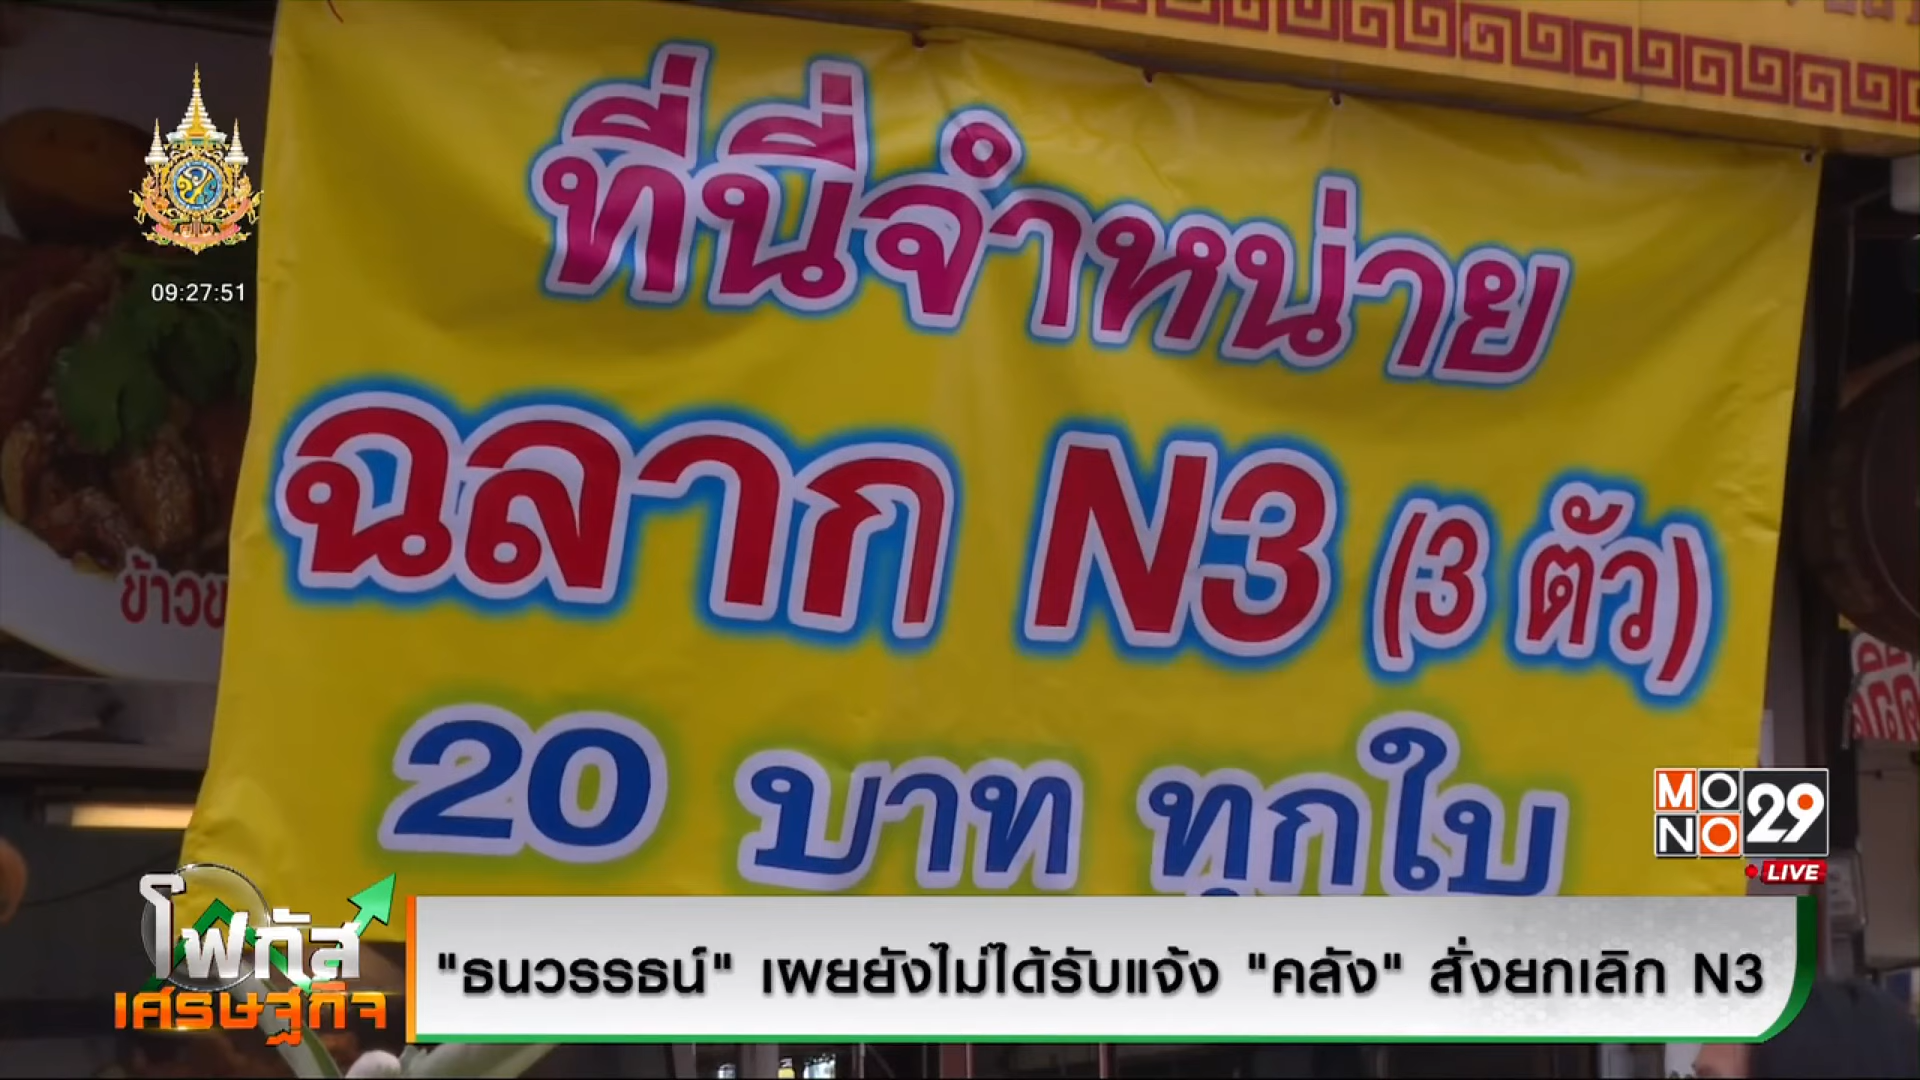 09:27:51
ที่นี่จำหน่าย
ฉลาก N3 (3 ตัว)
20 บาท ทุกใบ
ข้าวข
MONO 29
LIVE
โฟกัส
เศรษฐกิจ
"ธนวรรธน์" เผยยังไม่ได้รับแจ้ง "คลัง" สั่งยกเลิก N3